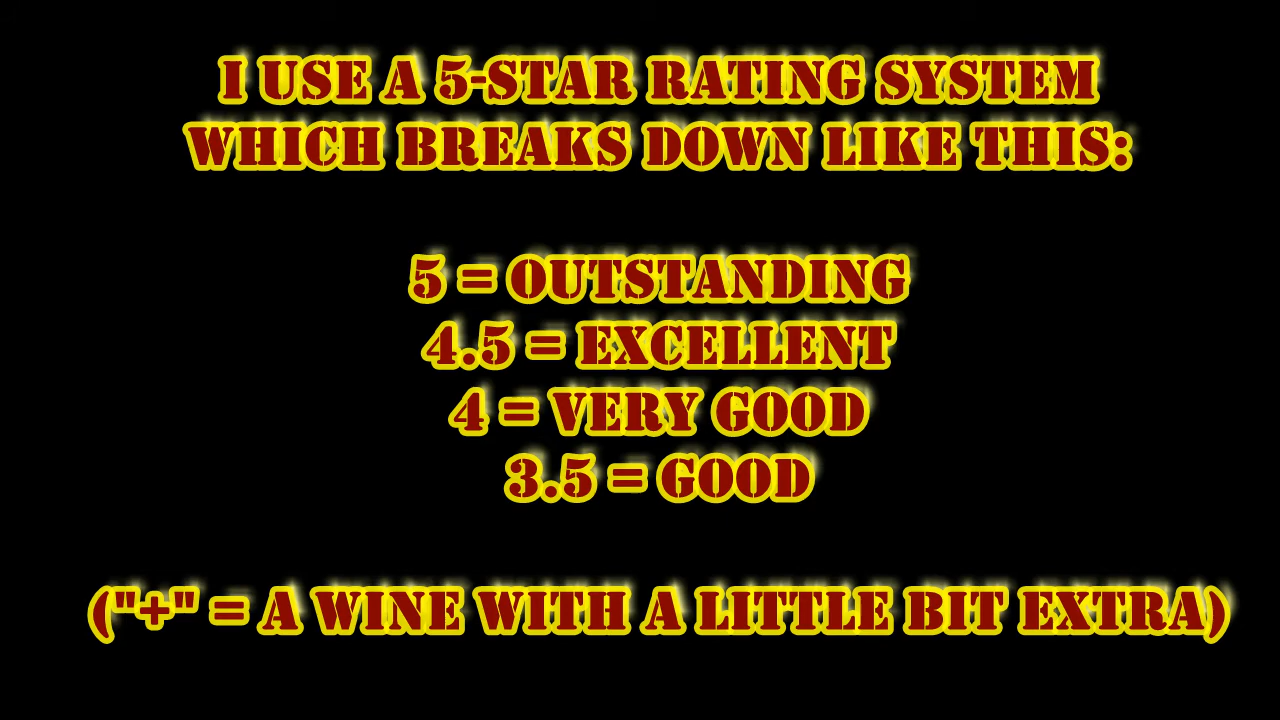 I USE A 5-STAR RATING SYSTEM
WHICH BREAKS DOWN LIKE THIS:
5 = OUTSTANDING
4.5 = EXCELLENT
4 = VERY GOOD
3.5 = GOOD
("+" = A WINE WITH A LITTLE BIT EXTRA)